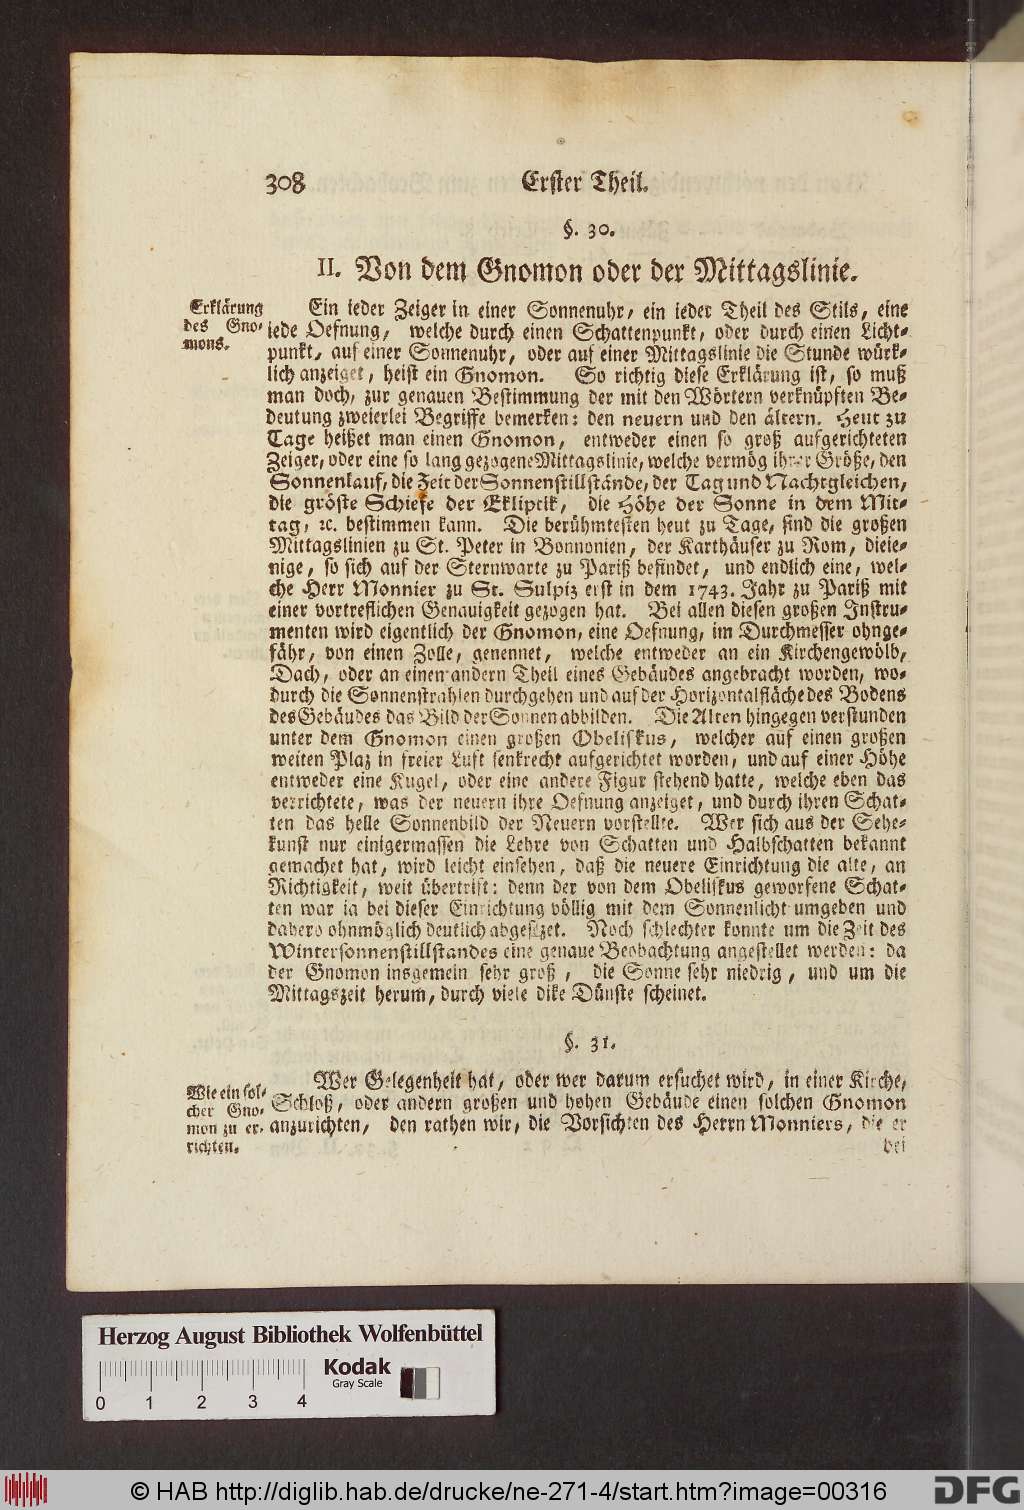 308 Erster Theil.
§. 30.
II. Von dem Gnomon oder der Mittagslinie.
Erklärung
des Gno-
mons.
Ein ieder Zeiger in einer Sonnenuhr, ein ieder Theil des Stils, eine
iede Oefnung, welche durch einen Schattenpunkt, oder durch einen Licht-
punkt, auf einer Sonnenuhr, oder auf einer Mittagslinie die Stunde würk-
lich anzeiget, heist ein Gnomon. So richtig diese Erklärung ist, so muß
man doch, zur genauen Bestimmung der mit den Wörtern verknüpften Be-
deutung zweierlei Begriffe bemerken: den neuern und den ältern. Heut zu
Tage heißet man einen Gnomon, entweder einen so groß aufgerichteten
Zeiger, oder eine so lang gezogene Mittagslinie, welche vermög ihrer Größe, den
Sonnenlauf, die Zeit der Sonnenstillstände, der Tag und Nachtgleichen,
die gröste Schiefe der Ekliptik, die Höhe der Sonne in dem Mit-
tag, ꝛc. bestimmen kann. Die berühmtesten heut zu Tage, sind die großen
Mittagslinien zu St. Peter in Bonnonien, der Karthäuser zu Rom, dieie-
nige, so sich auf der Sternwarte zu Pariß befindet, und endlich eine, wel-
che Herr Monnier zu St. Sulpiz erst in dem 1743. Jahr zu Pariß mit
einer vortreflichen Genauigkeit gezogen hat. Bei allen diesen großen Instru-
menten wird eigentlich der Gnomon, eine Oefnung, im Durchmesser ohnge-
fähr, von einen Zolle, genennet, welche entweder an ein Kirchengewölb,
Dach, oder an einen andern Theil eines Gebäudes angebracht worden, wo-
durch die Sonnenstrahlen durchgehen und auf der Horizontalfläche des Bodens
des Gebäudes das Bild der Sonnen abbilden. Die Alten hingegen verstunden
unter dem Gnomon einen großen Obeliskus, welcher auf einen großen
weiten Plaz in freier Luft senkrecht aufgerichtet worden, und auf einer Höhe
entweder eine Kugel, oder eine andere Figur stehend hatte, welche eben das
verrichtete, was der neuern ihre Oefnung anzeiget, und durch ihren Schat-
ten das helle Sonnenbild der Neuern vorstellte. Wer sich aus der Sehe-
kunst nur einigermassen die Lehre von Schatten und Halbschatten bekannt
gemachet hat, wird leicht einsehen, daß die neuere Einrichtung die alte, an
Richtigkeit, weit übertrift: denn der von dem Obeliskus geworfene Schat-
ten war ia bei dieser Einrichtung völlig mit dem Sonnenlicht umgeben und
dahero ohnmöglich deutlich abgesezet. Noch schlechter konnte um die Zeit des
Wintersonnenstillstandes eine genaue Beobachtung angestellet werden: da
der Gnomon insgemein sehr groß, die Sonne sehr niedrig, und um die
Mittagszeit herum, durch viele dike Dünste scheinet.
§. 31.
Wie ein sol-
cher Gno-
mon zu er-
richten.
Wer Gelegenheit hat, oder wer darum ersuchet wird, in einer Kirche,
Schloß, oder andern großen und hohen Gebäude einen solchen Gnomon
anzurichten, den rathen wir, die Vorsichten des Herrn Monniers, die er
bei
Herzog August Bibliothek Wolfenbüttel
Kodak
Gray Scale
0 1 2 3 4
© HAB http://diglib.hab.de/drucke/ne-271-4/start.htm?image=00316
DFG